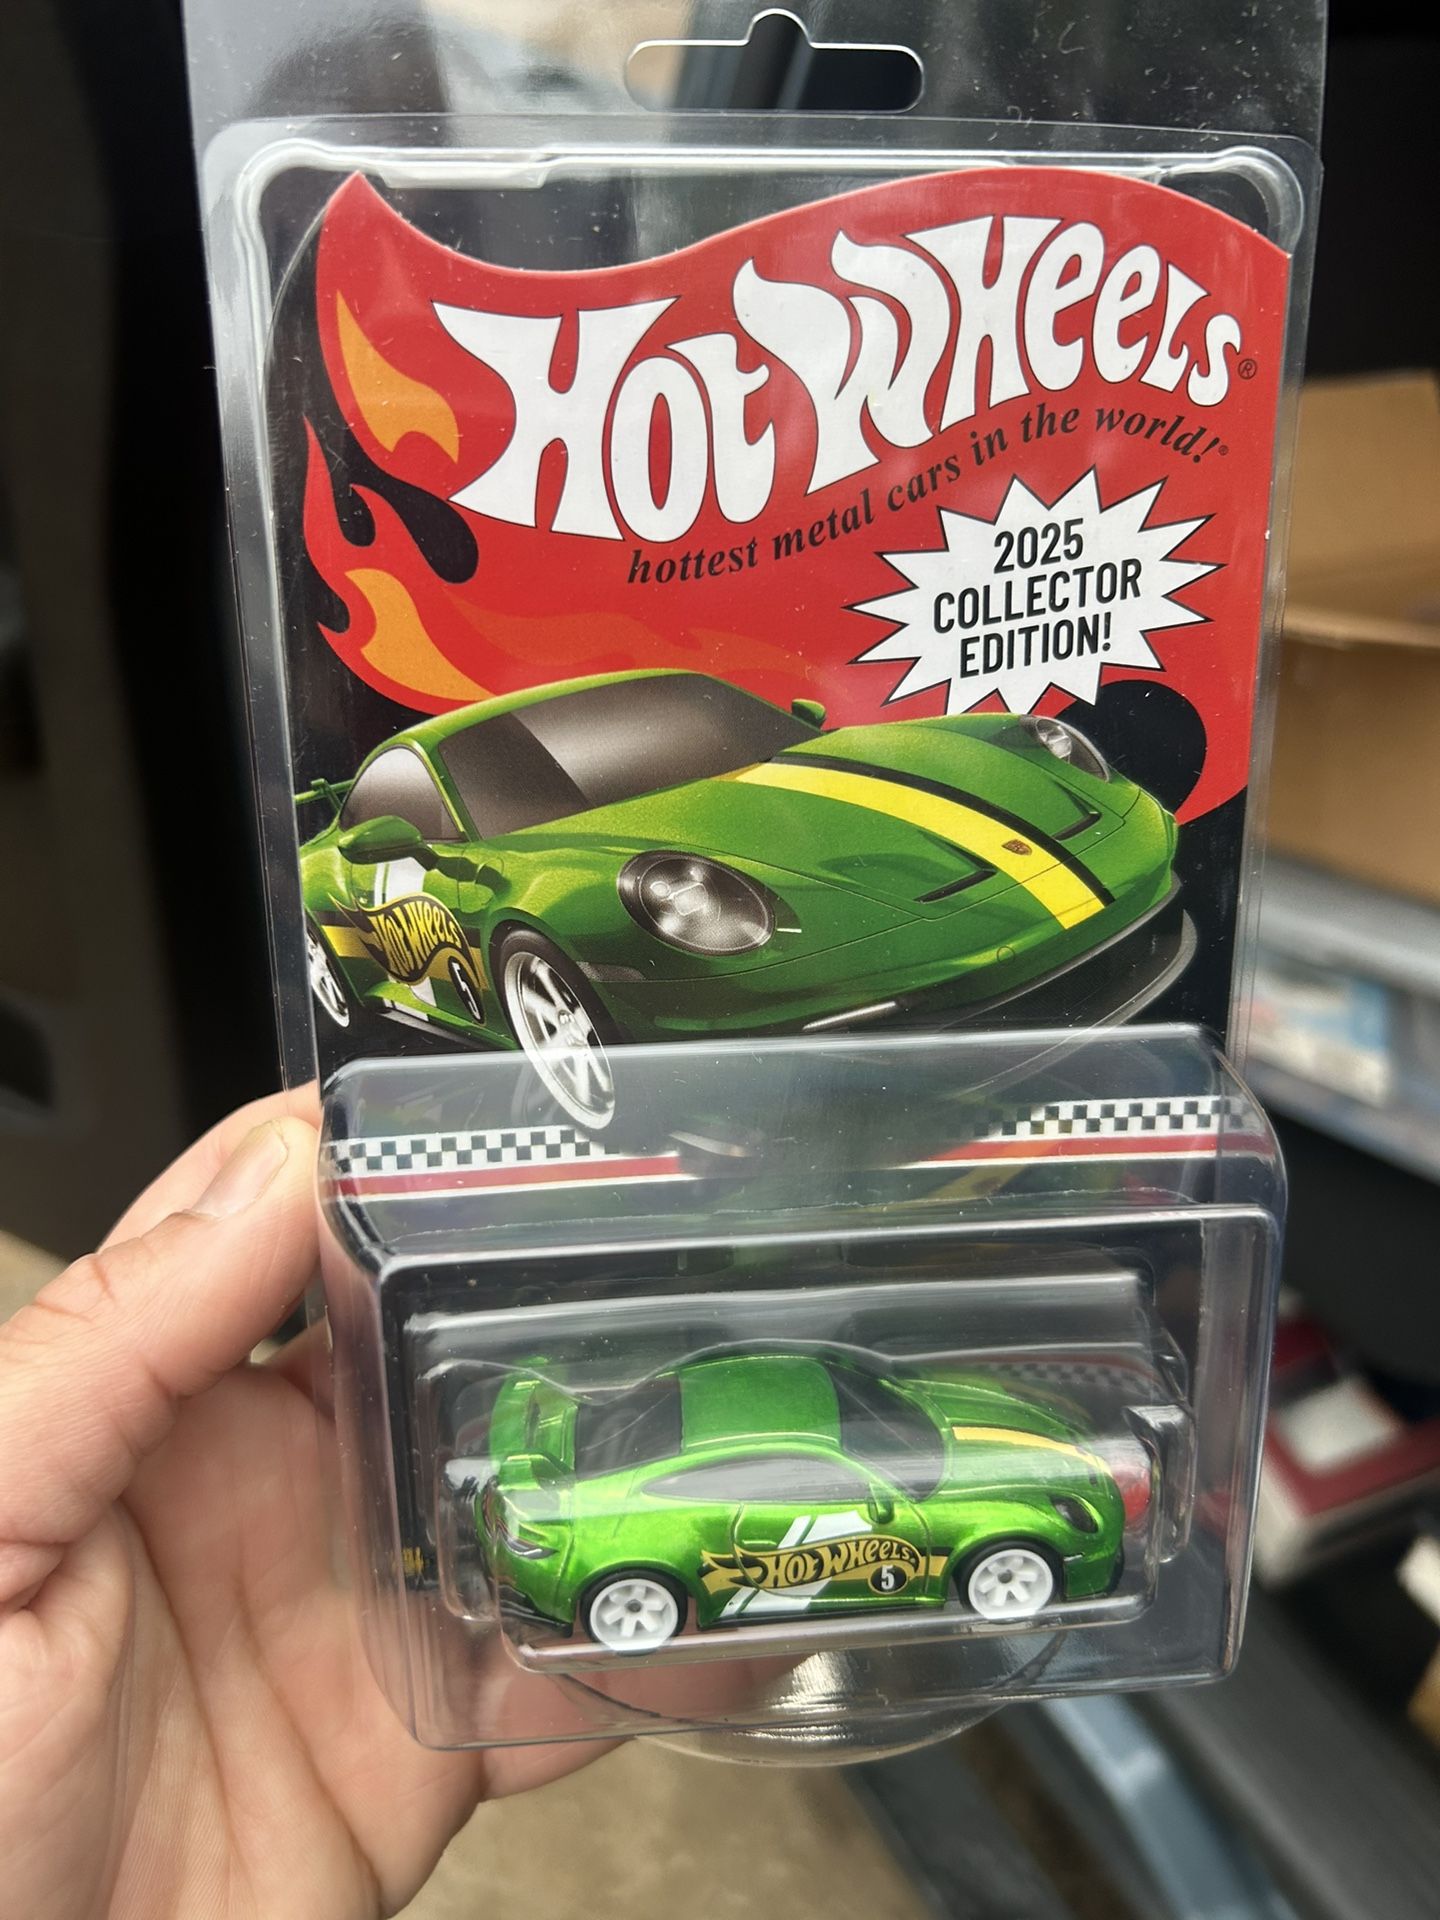 Hot Wheels®
hottest metal cars in the world!®
2025
COLLECTOR
EDITION!
Hot Wheels
5
Hot Wheels
5